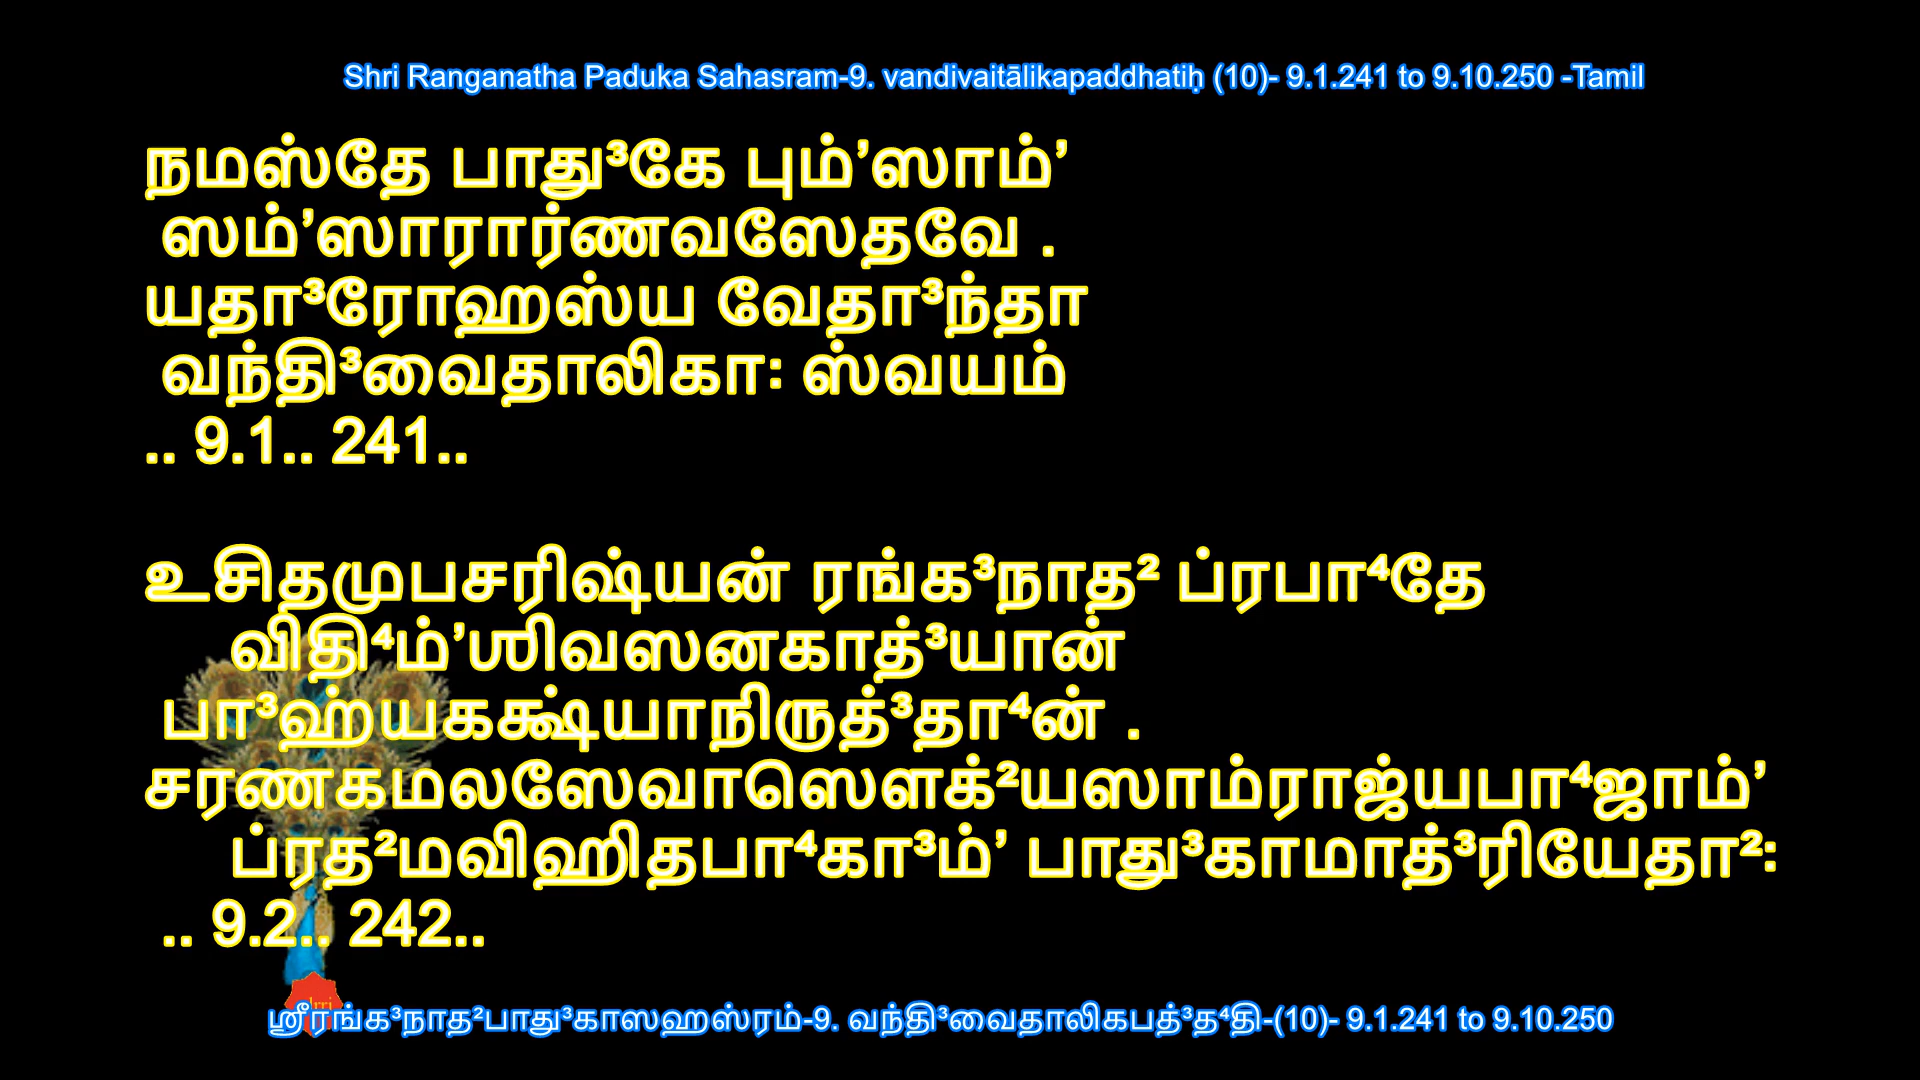 Shri Ranganatha Paduka Sahasram-9. vandivaitālikapaddhatiḥ (10)- 9.1.241 to 9.10.250 -Tamil
நமஸ்தே பாது³கே பும்’ஸாம்’
ஸம்’ஸாரார்ணவஸேதவே .
யதா³ரோஹஸ்ய வேதா³ந்தா
வந்தி³வைதாலிகா꞉ ஸ்வயம்
.. 9.1.. 241..
உசிதமுபசரிஷ்யன் ரங்க³நாத² ப்ரபா⁴தே
விதி⁴ம்’ஶிவஸனகாத்³யான்
பா³ஹ்யகக்ஷ்யாநிருத்³தா⁴ன் .
சரணகமலஸேவாஸௌக்²யஸாம்ராஜ்யபா⁴ஜாம்’
ப்ரத²மவிஹிதபா⁴கா³ம்’ பாது³காமாத்³ரியேதா²꞉
.. 9.2.. 242..
ஶ்ரீரங்க³நாத²பாது³காஸஹஸ்ரம்-9. வந்தி³வைதாலிகபத்³த⁴தி-(10)- 9.1.241 to 9.10.250